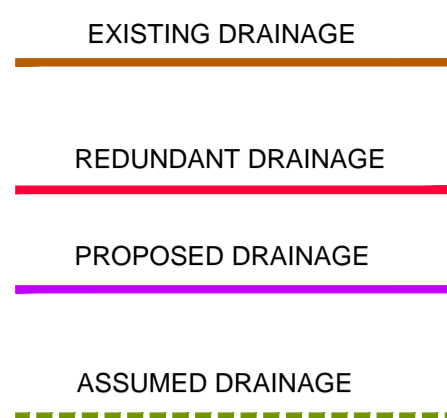 EXISTING DRAINAGE
REDUNDANT DRAINAGE
PROPOSED DRAINAGE
ASSUMED DRAINAGE